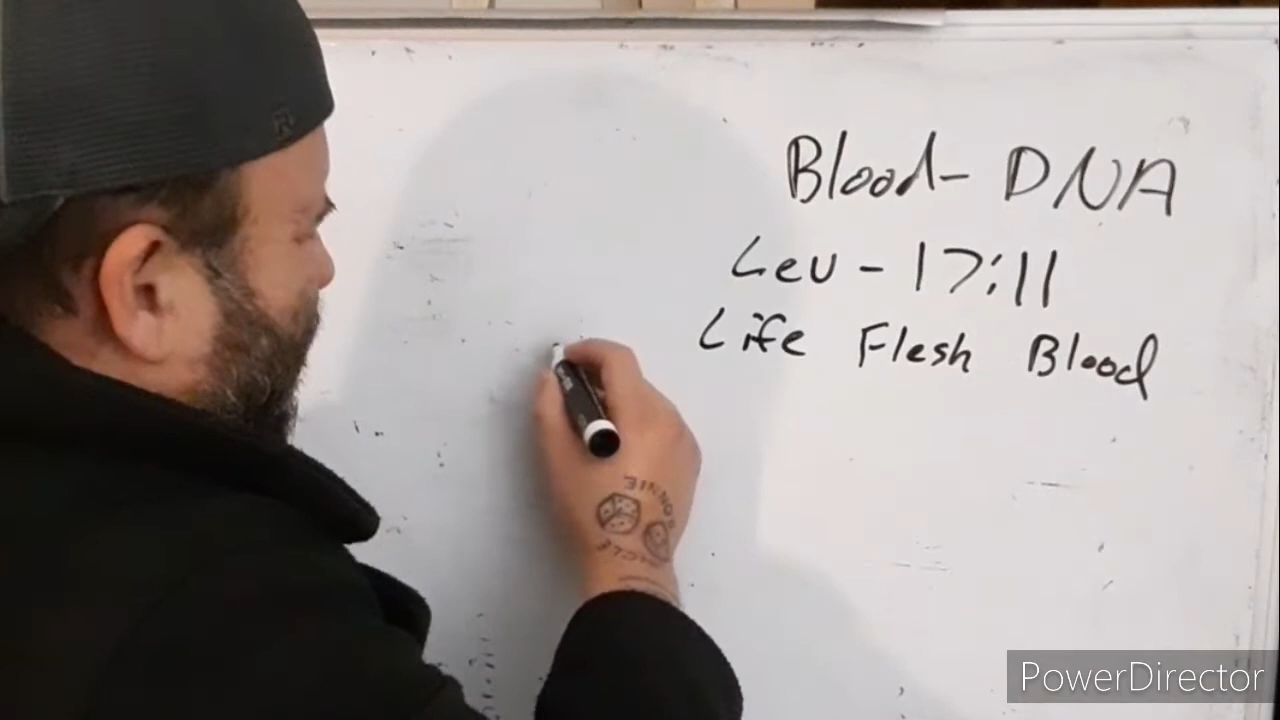 Blood - DNA
Lev - 17:11
Life Flesh Blood
PowerDirector